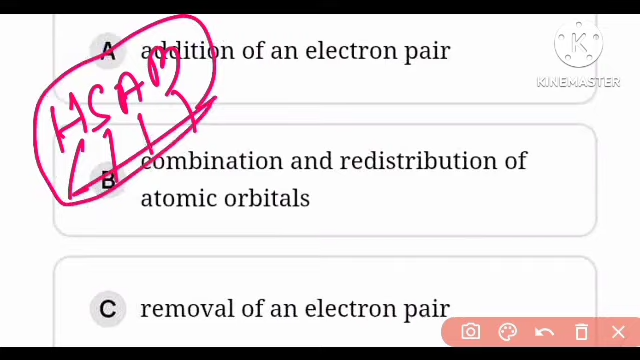 A addition of an electron pair
K
KINEMASTER
HSAB
B combination and redistribution of
atomic orbitals
C removal of an electron pair